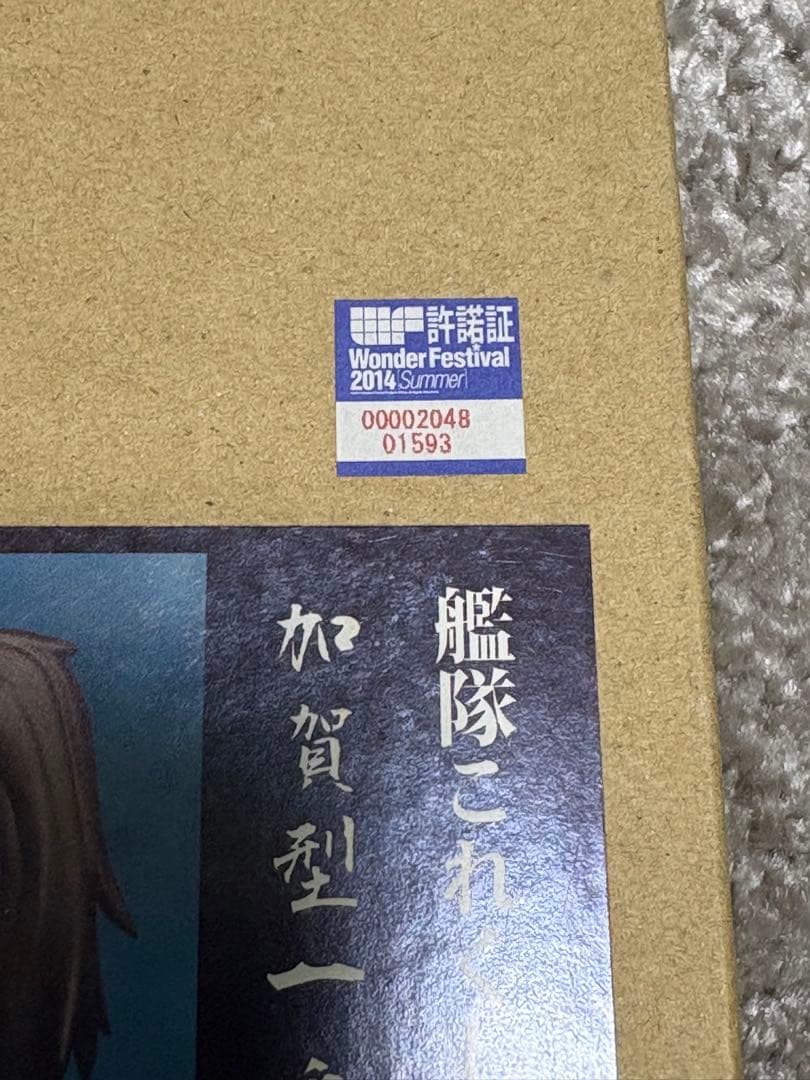 WF許諾証
Wonder Festival
2014[Summer]
00002048
01593
艦隊これく
加賀型一